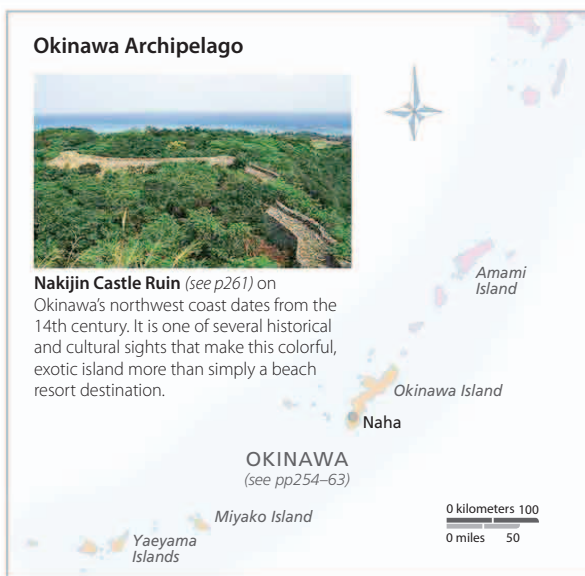 Okinawa Archipelago
Nakijin Castle Ruin (see p261) on
Okinawa's northwest coast dates from the
14th century. It is one of several historical
and cultural sights that make this colorful,
exotic island more than simply a beach
resort destination.
Amami
Island
Okinawa Island
Naha
OKINAWA
(see pp254–63)
Miyako Island
Yaeyama
Islands
0 kilometers 100
0 miles 50